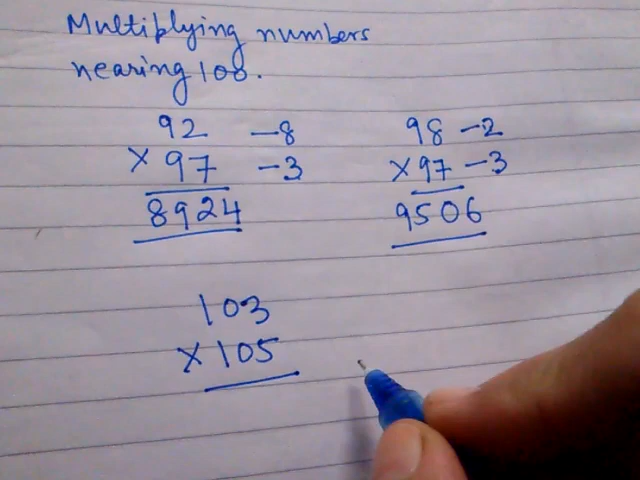 Multiplying numbers
nearing 100.
92 -8
× 97 -3
8924
98 -2
× 97 -3
9506
103
× 105